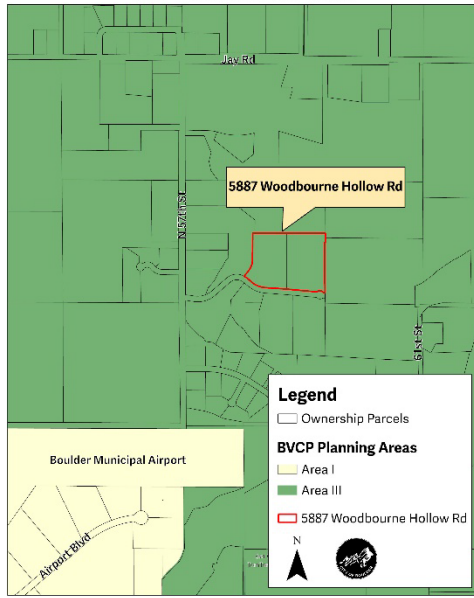 Jay Rd
5887 Woodbourne Hollow Rd
N 57th St
61st St
Legend
Ownership Parcels
BVCP Planning Areas
Area I
Area III
5887 Woodbourne Hollow Rd
N
Boulder Municipal Airport
Airport Blvd